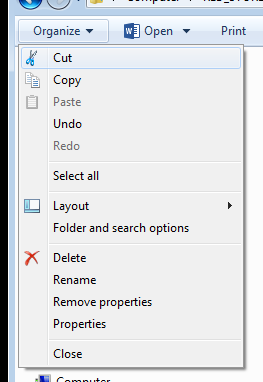 Organize Open Print
Cut
Copy
Paste
Undo
Redo
Select all
Layout
Folder and search options
Delete
Rename
Remove properties
Properties
Close
Computer